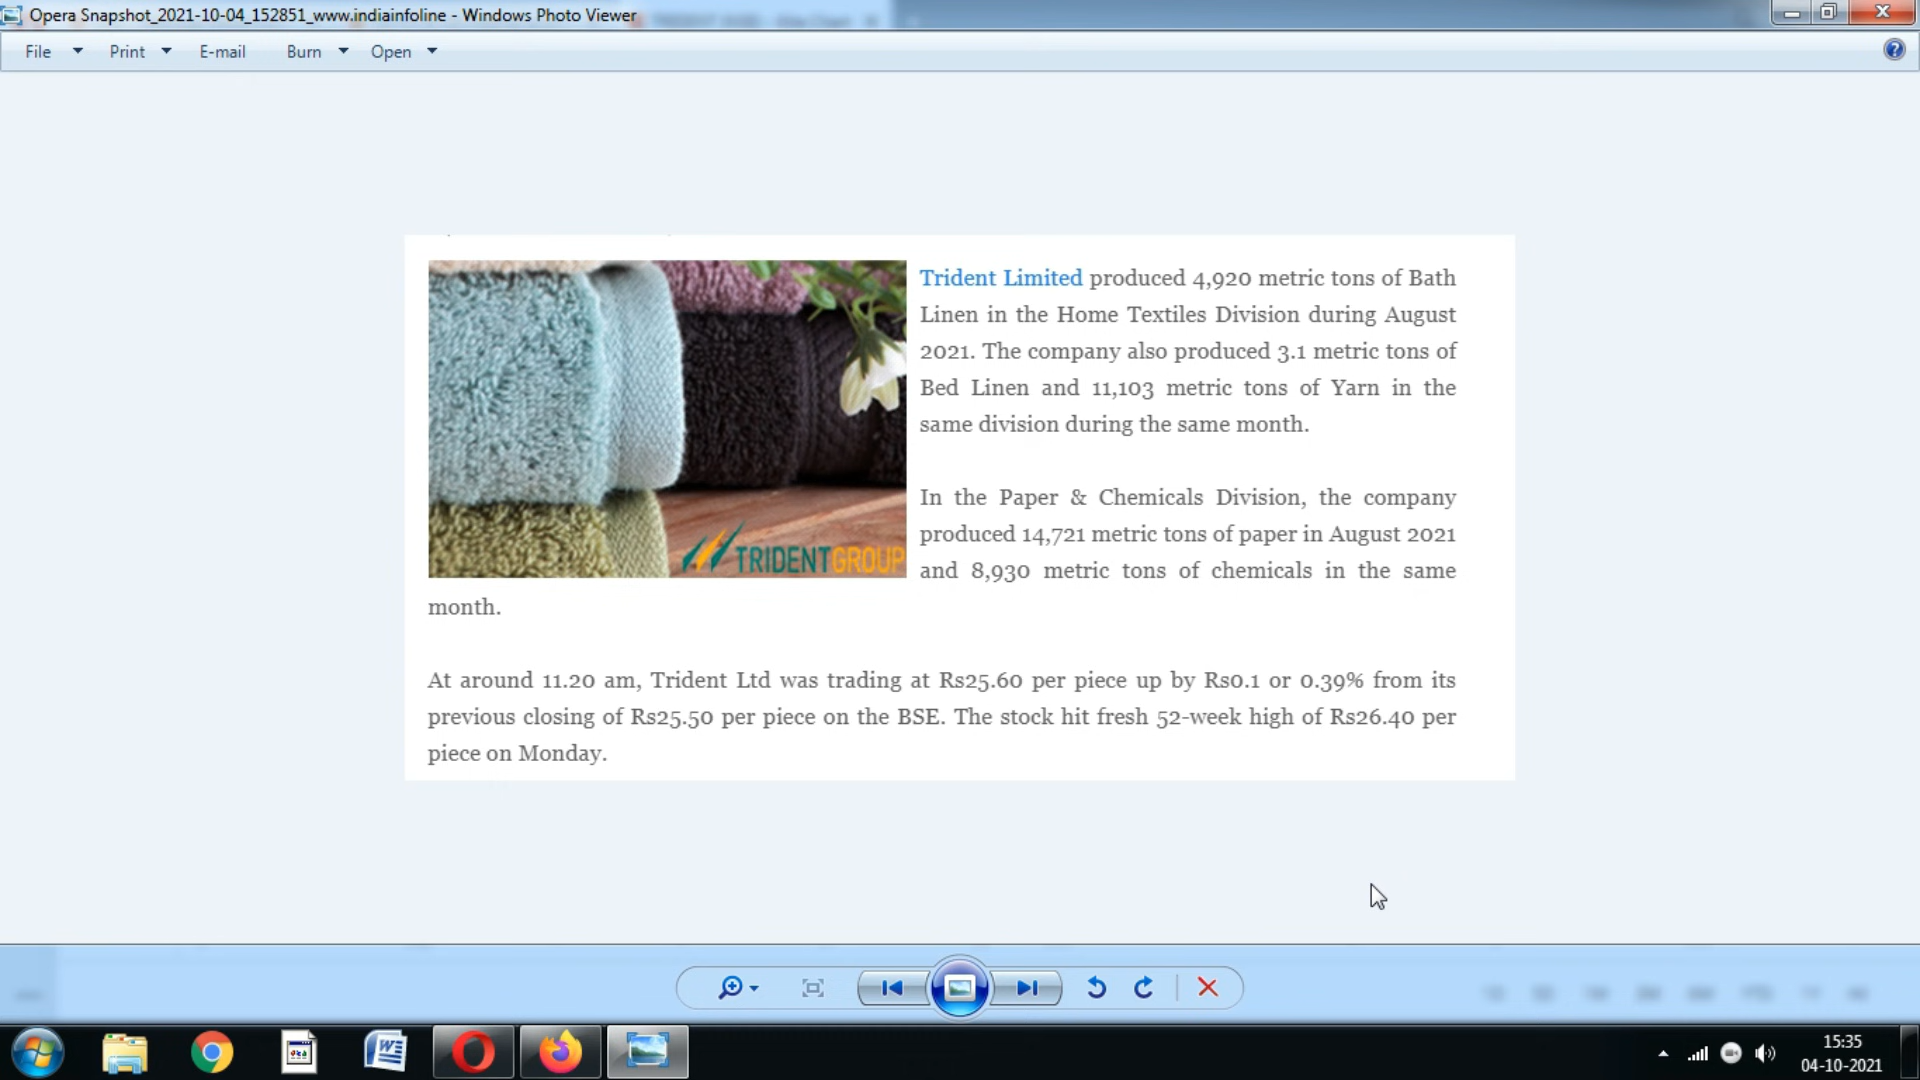 Opera Snapshot_2021-10-04_152851_www.indiainfoline - Windows Photo Viewer
File Print E-mail Burn Open
Trident Limited produced 4,920 metric tons of Bath
Linen in the Home Textiles Division during August
2021. The company also produced 3.1 metric tons of
Bed Linen and 11,103 metric tons of Yarn in the
same division during the same month.
In the Paper & Chemicals Division, the company
produced 14,721 metric tons of paper in August 2021
and 8,930 metric tons of chemicals in the same
TRIDENTGROUP
month.
At around 11.20 am, Trident Ltd was trading at Rs25.60 per piece up by Rs0.1 or 0.39% from its
previous closing of Rs25.50 per piece on the BSE. The stock hit fresh 52-week high of Rs26.40 per
piece on Monday.
15:35
04-10-2021